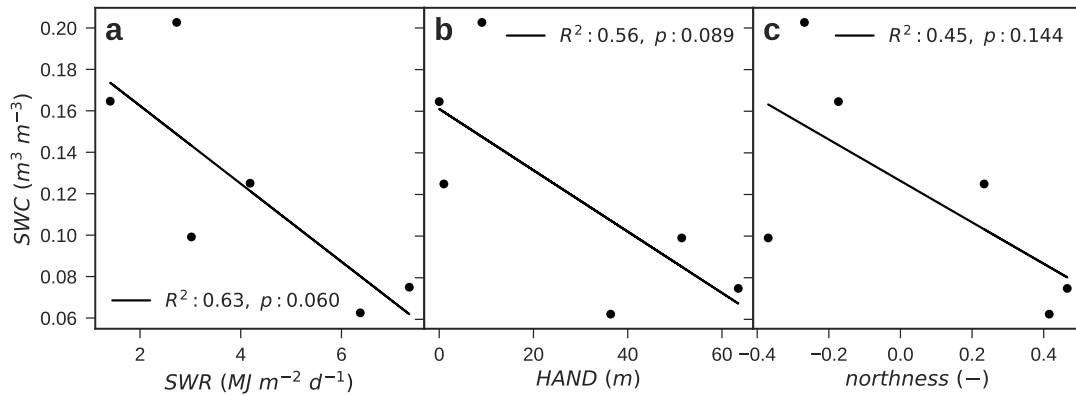 a
b
c
R² : 0.63, p : 0.060
R² : 0.56, p : 0.089
R² : 0.45, p : 0.144
SWC (m³ m⁻³)
0.20
0.18
0.16
0.14
0.12
0.10
0.08
0.06
2 4 6
0 20 40 60
−0.4 −0.2 0.0 0.2 0.4
SWR (MJ m⁻² d⁻¹)
HAND (m)
northness (−)